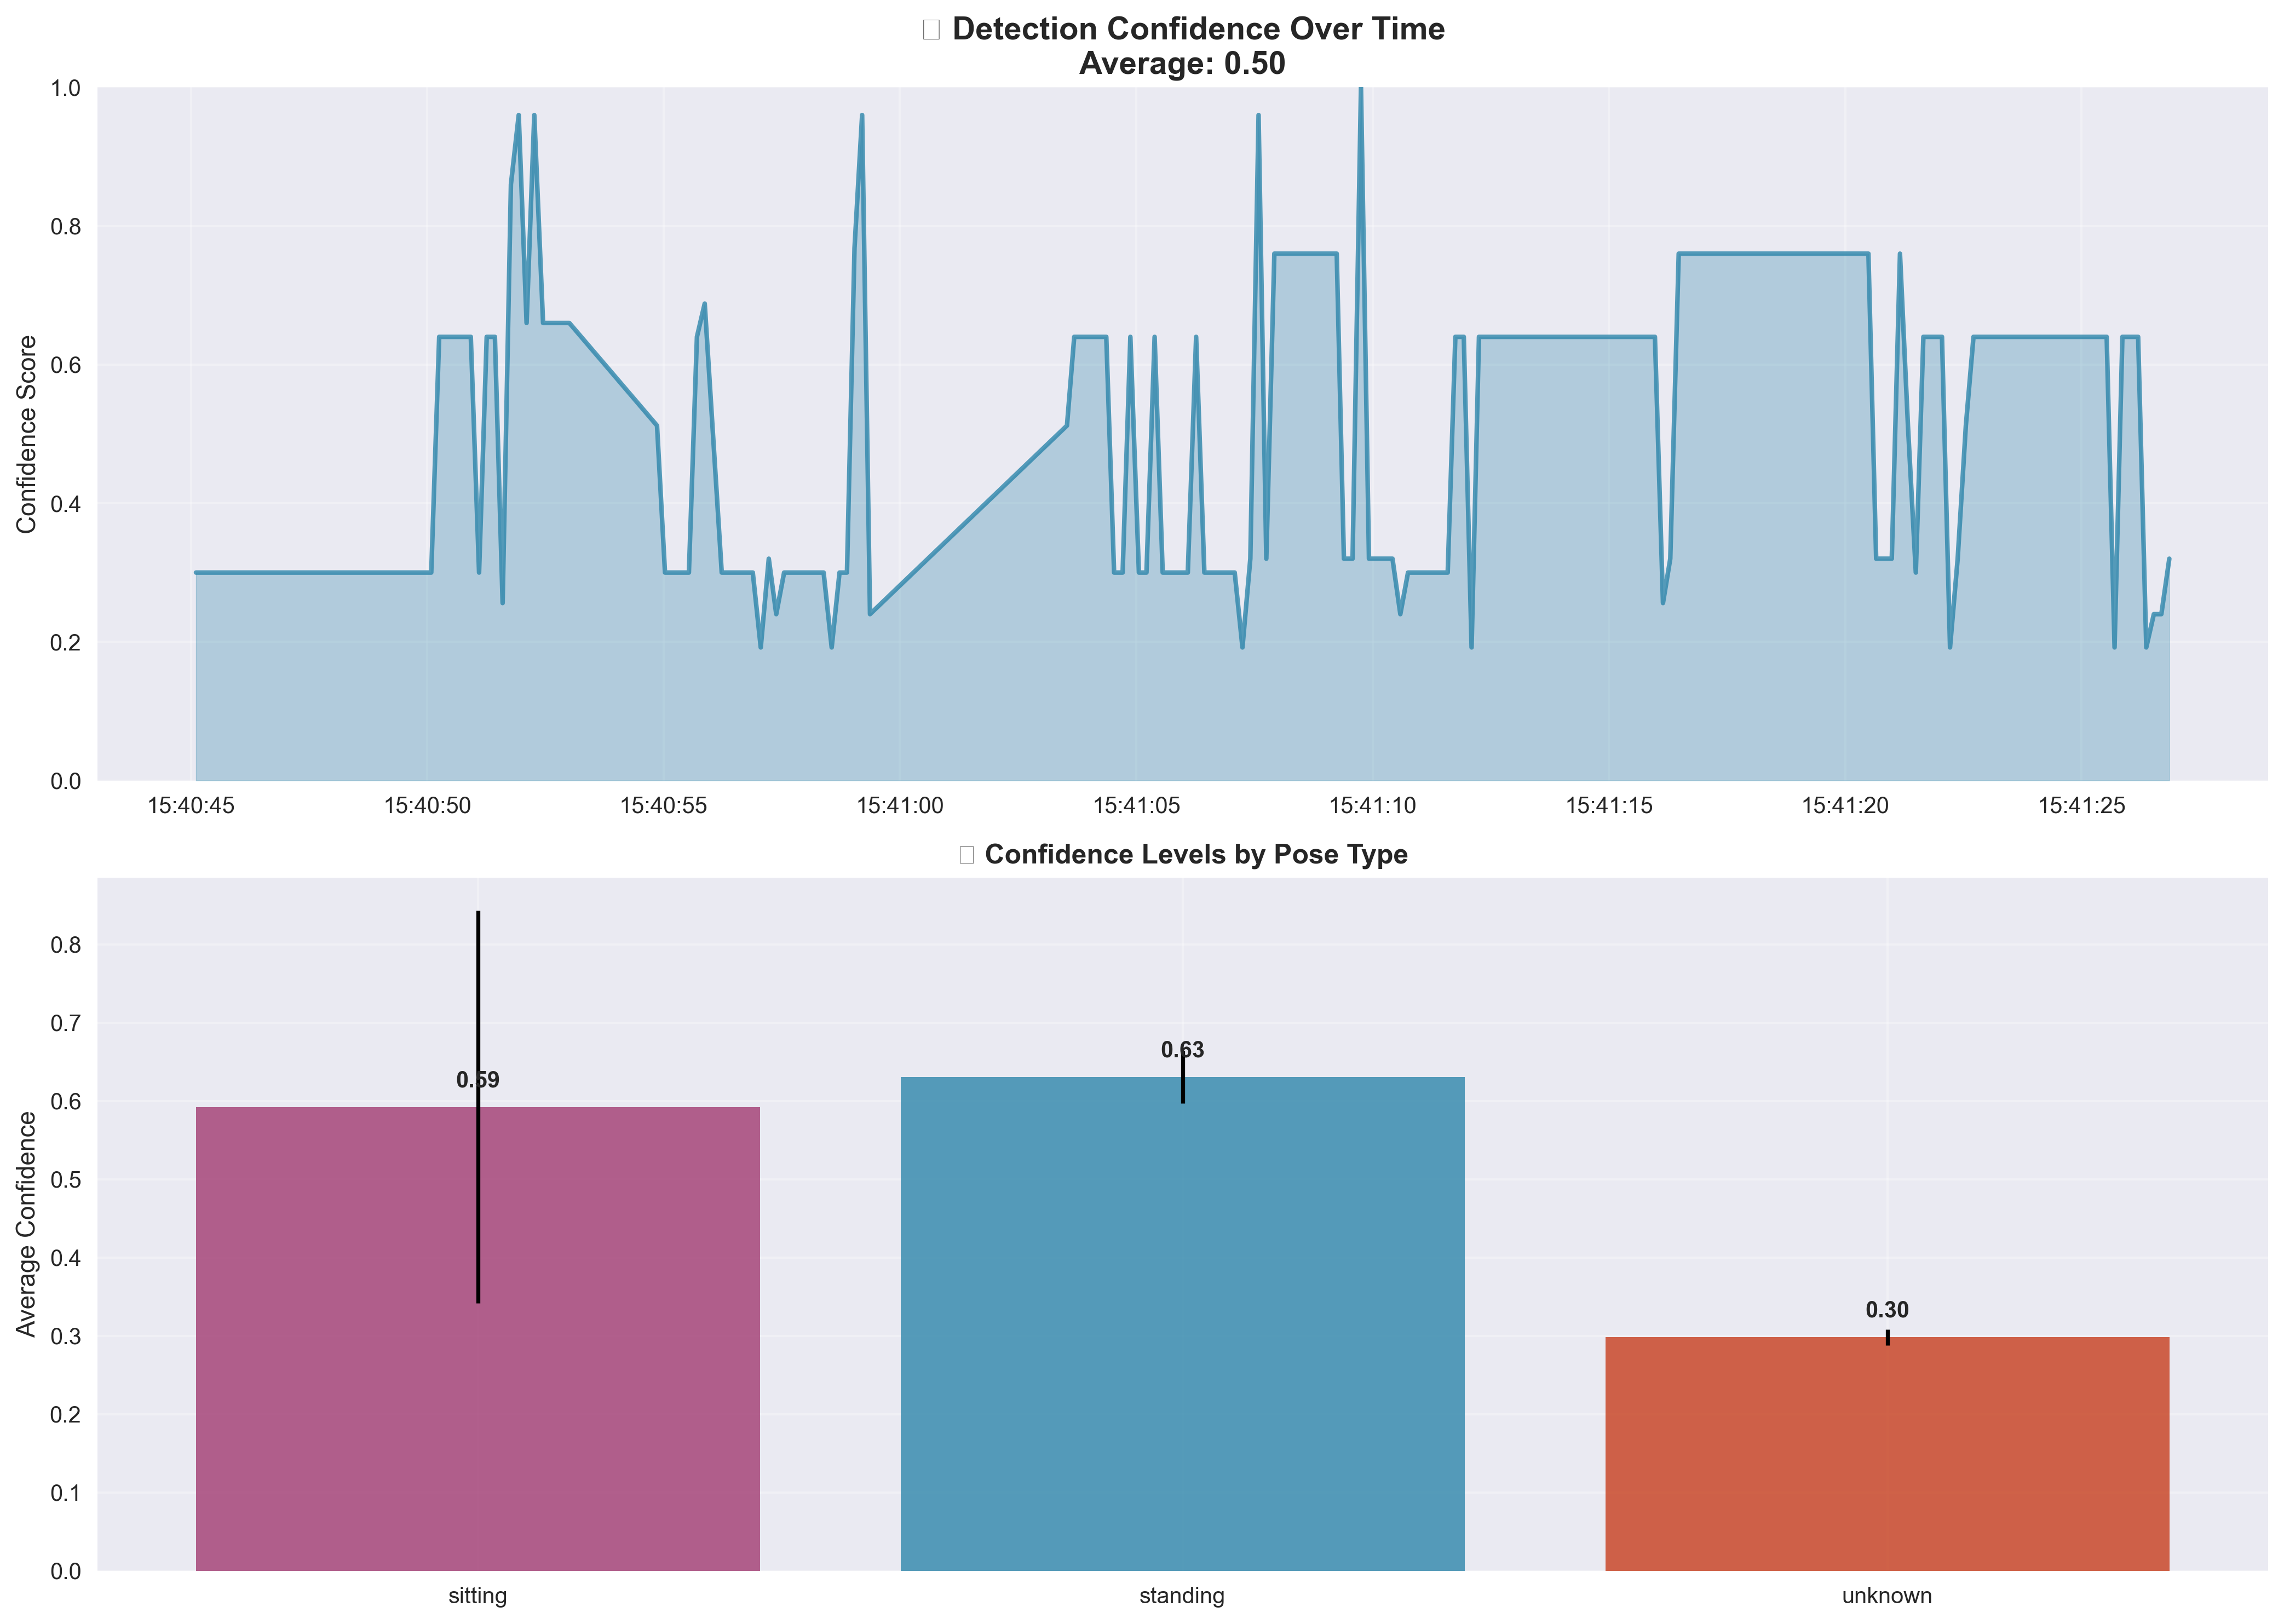 Detection Confidence Over Time
Average: 0.50
1.0
0.8
0.6
0.4
0.2
0.0
Confidence Score
15:40:45 15:40:50 15:40:55 15:41:00 15:41:05 15:41:10 15:41:15 15:41:20 15:41:25
Confidence Levels by Pose Type
0.8
0.7
0.6
0.5
0.4
0.3
0.2
0.1
0.0
Average Confidence
0.59
0.63
0.30
sitting standing unknown